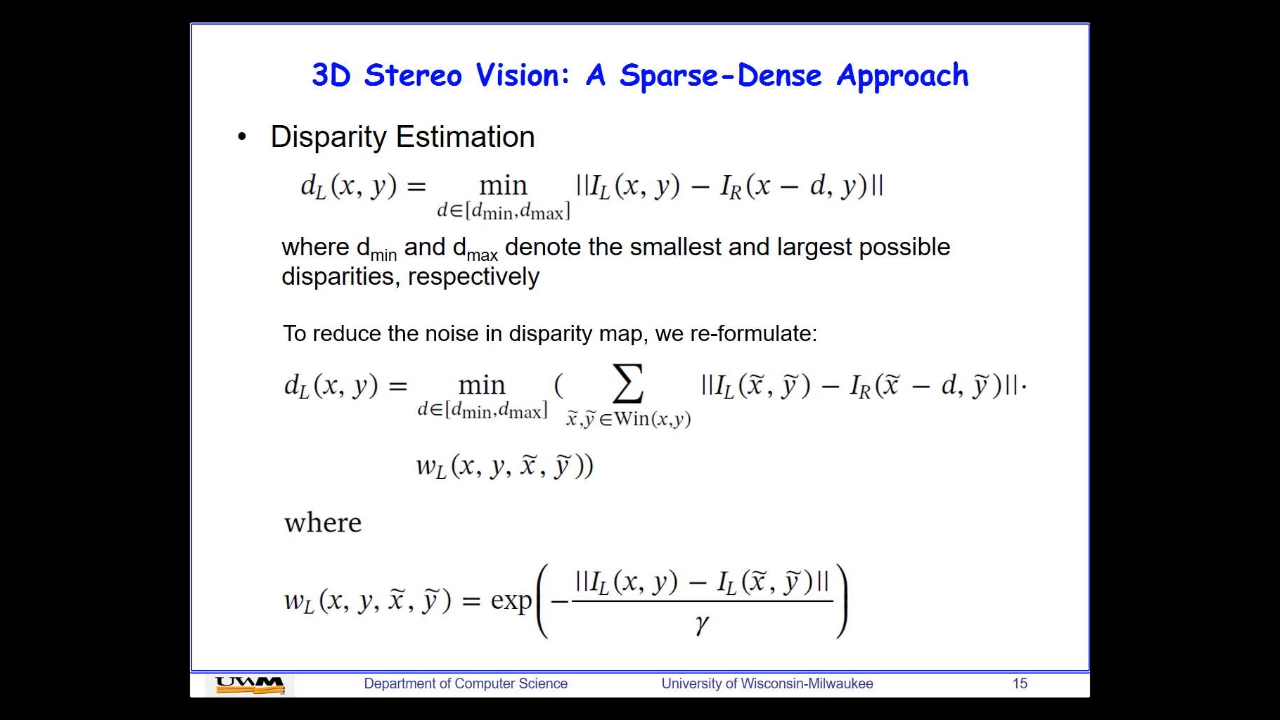 3D Stereo Vision: A Sparse-Dense Approach
• Disparity Estimation
d_L(x, y) = min_{d∈[d_min,d_max]} ||I_L(x, y) − I_R(x − d, y)||
where d_min and d_max denote the smallest and largest possible
disparities, respectively
To reduce the noise in disparity map, we re-formulate:
d_L(x, y) = min_{d∈[d_min,d_max]} ( ∑_{x̃,ỹ∈Win(x,y)} ||I_L(x̃, ỹ) − I_R(x̃ − d, ỹ)||·
w_L(x, y, x̃, ỹ))
where
w_L(x, y, x̃, ỹ) = exp(−||I_L(x, y) − I_L(x̃, ỹ)|| / γ)
UWM Department of Computer Science University of Wisconsin-Milwaukee 15